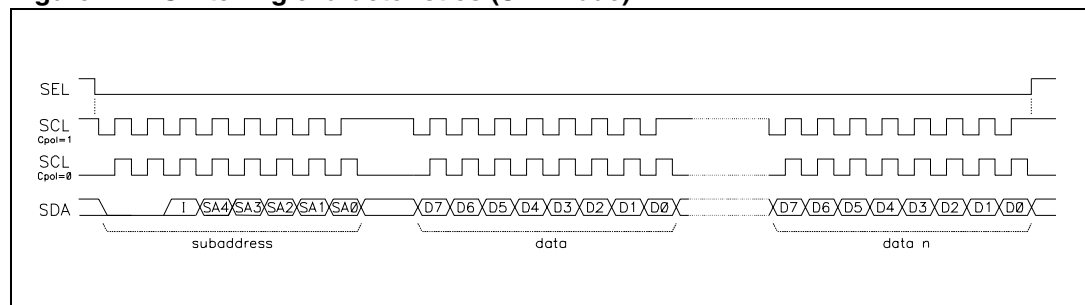 SEL
SCL
Cpol=1
SCL
Cpol=0
SDA I SA4 SA3 SA2 SA1 SA0 D7 D6 D5 D4 D3 D2 D1 D0 D7 D6 D5 D4 D3 D2 D1 D0
subaddress data data n